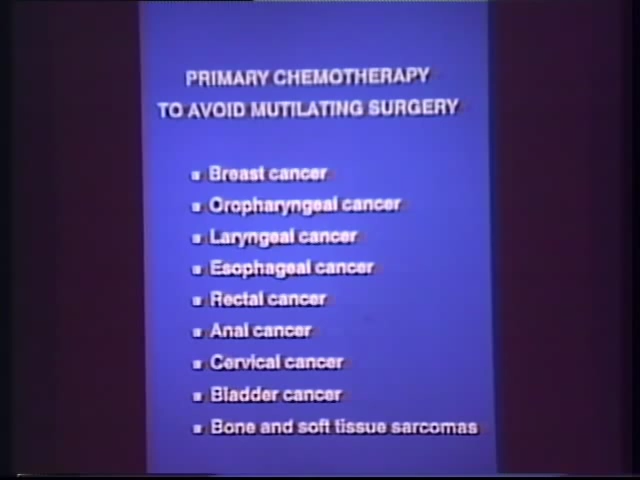 PRIMARY CHEMOTHERAPY
TO AVOID MUTILATING SURGERY
▪ Breast cancer
▪ Oropharyngeal cancer
▪ Laryngeal cancer
▪ Esophageal cancer
▪ Rectal cancer
▪ Anal cancer
▪ Cervical cancer
▪ Bladder cancer
▪ Bone and soft tissue sarcomas